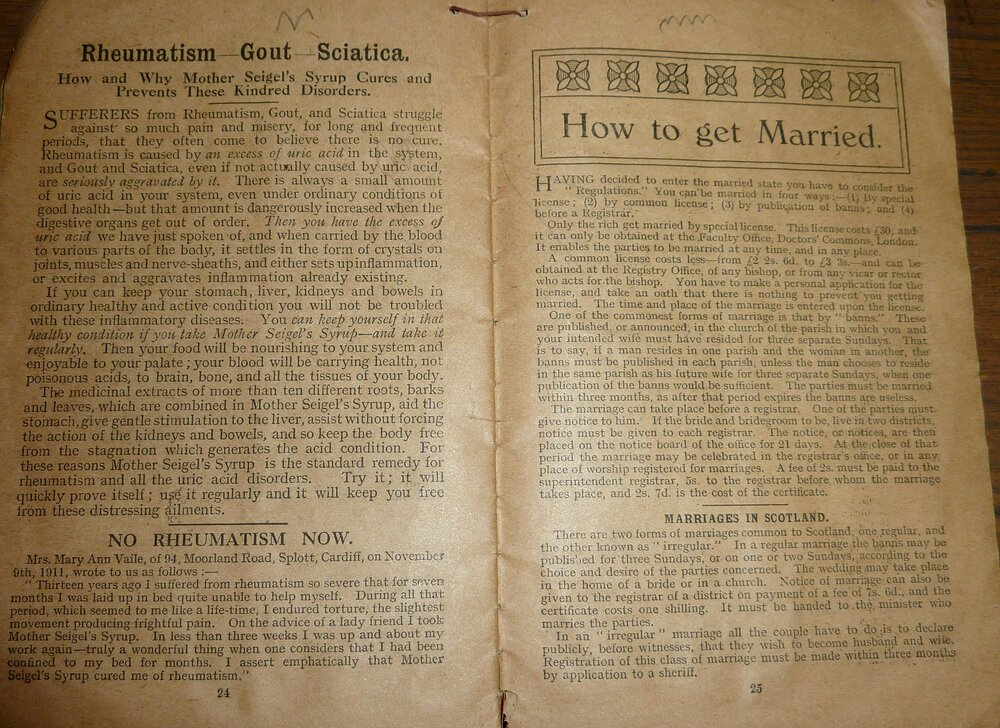 Rheumatism—Gout—Sciatica.
How and Why Mother Seigel's Syrup Cures and
Prevents These Kindred Disorders.
SUFFERERS from Rheumatism, Gout, and Sciatica struggle
against so much pain and misery, for long and frequent
periods, that they often come to believe there is no cure.
Rheumatism is caused by an excess of uric acid in the system,
and Gout and Sciatica, even if not actually caused by uric acid,
are seriously aggravated by it. There is always a small amount
of uric acid in your system, even under ordinary conditions of
good health—but that amount is dangerously increased when the
digestive organs get out of order. Then you have the excess of
uric acid we have just spoken of, and when carried by the blood
to various parts of the body, it settles in the form of crystals on
joints, muscles and nerve-sheaths, and either sets up inflammation,
or excites and aggravates inflammation already existing.
If you can keep your stomach, liver, kidneys and bowels in
ordinary healthy and active condition you will not be troubled
with these inflammatory diseases. You can keep yourself in that
healthy condition if you take Mother Seigel's Syrup—and take it
regularly. Then your food will be nourishing to your system and
enjoyable to your palate; your blood will be carrying health, not
poisonous acids, to brain, bone, and all the tissues of your body.
The medicinal extracts of more than ten different roots, barks
and leaves, which are combined in Mother Seigel's Syrup, aid the
stomach, give gentle stimulation to the liver, assist without forcing
the action of the kidneys and bowels, and so keep the body free
from the stagnation which generates the acid condition. For
these reasons Mother Seigel's Syrup is the standard remedy for
rheumatism and all the uric acid disorders. Try it; it will
quickly prove itself; use it regularly and it will keep you free
from these distressing ailments.
NO RHEUMATISM NOW.
Mrs. Mary Ann Vaile, of 94, Moorland Road, Splott, Cardiff, on November
9th, 1911, wrote to us as follows:—
"Thirteen years ago I suffered from rheumatism so severe that for seven
months I was laid up in bed quite unable to help myself. During all that
period, which seemed to me like a life-time, I endured torture, the slightest
movement producing frightful pain. On the advice of a lady friend I took
Mother Seigel's Syrup. In less than three weeks I was up and about my
work again—truly a wonderful thing when one considers that I had been
confined to my bed for months. I assert emphatically that Mother
Seigel's Syrup cured me of rheumatism."
24
How to get Married.
HAVING decided to enter the married state you have to consider the
"Regulations." You can be married in four ways:—(1) By special
license; (2) by common license; (3) by publication of banns; and (4)
before a Registrar.
Only the rich get married by special license. This license costs £30, and
it can only be obtained at the Faculty Office, Doctors' Commons, London.
It enables the parties to be married at any time, and in any place.
A common license costs less—from £2 2s. 6d. to £3 3s.—and can be
obtained at the Registry Office, of any bishop, or from any vicar or rector
who acts for the bishop. You have to make a personal application for the
license, and take an oath that there is nothing to prevent you getting
married. The time and place of the marriage is entered upon the license.
One of the commonest forms of marriage is that by "banns." These
are published, or announced, in the church of the parish in which you and
your intended wife must have resided for three separate Sundays. That
is to say, if a man resides in one parish and the woman in another, the
banns must be published in each parish, unless the man chooses to reside
in the same parish as his future wife for three separate Sundays, when one
publication of the banns would be sufficient. The parties must be married
within three months, as after that period expires the banns are useless.
The marriage can take place before a registrar. One of the parties must
give notice to him. If the bride and bridegroom to be, live in two districts,
notice must be given to each registrar. The notice, or notices, are then
placed on the notice board of the office for 21 days. At the close of that
period the marriage may be celebrated in the registrar's office, or in any
place of worship registered for marriages. A fee of 2s. must be paid to the
superintendent registrar, 5s. to the registrar before whom the marriage
takes place, and 2s. 7d. is the cost of the certificate.
MARRIAGES IN SCOTLAND.
There are two forms of marriages common to Scotland, one regular, and
the other known as "irregular." In a regular marriage the banns may be
published for three Sundays, or on one or two Sundays, according to the
choice and desire of the parties concerned. The wedding may take place
in the home of a bride or in a church. Notice of marriage can also be
given to the registrar of a district on payment of a fee of 7s. 6d., and the
certificate costs one shilling. It must be handed to the minister who
marries the parties.
In an "irregular" marriage all the couple have to do is to declare
publicly, before witnesses, that they wish to become husband and wife.
Registration of this class of marriage must be made within three months
by application to a sheriff.
25